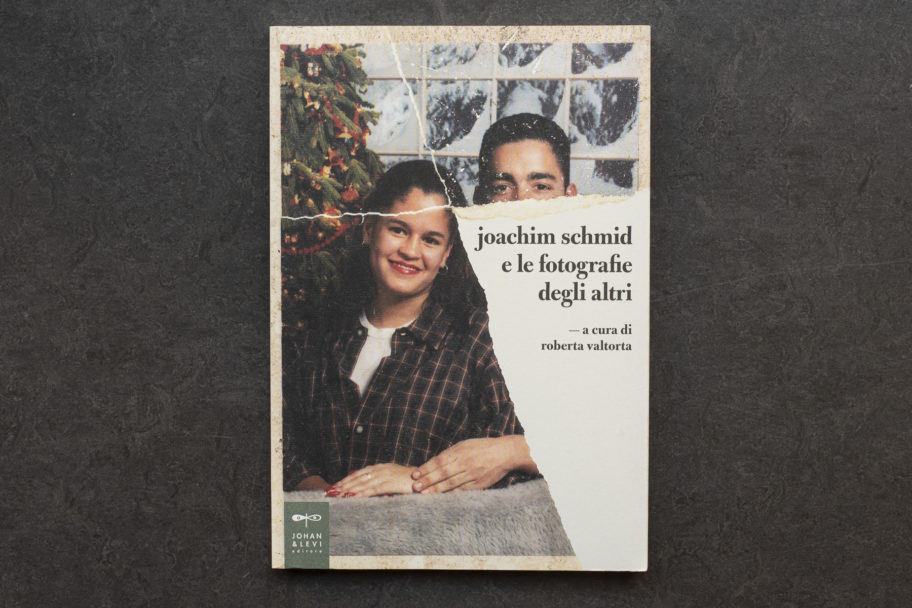 joachim schmid
e le fotografie
degli altri
— a cura di
roberta valtorta
JOHAN
& LEVI
editore